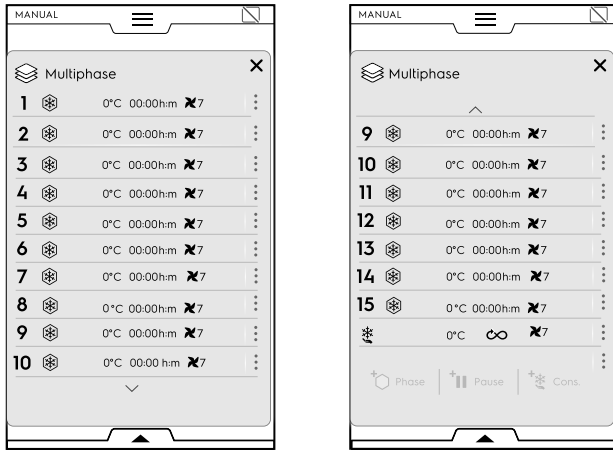 MANUAL
Multiphase
1 0°C 00:00h:m 7
2 0°C 00:00h:m 7
3 0°C 00:00h:m 7
4 0°C 00:00h:m 7
5 0°C 00:00h:m 7
6 0°C 00:00h:m 7
7 0°C 00:00h:m 7
8 0°C 00:00h:m 7
9 0°C 00:00h:m 7
10 0°C 00:00 h:m 7
MANUAL
Multiphase
9 0°C 00:00h:m 7
10 0°C 00:00h:m 7
11 0°C 00:00h:m 7
12 0°C 00:00h:m 7
13 0°C 00:00h:m 7
14 0°C 00:00h:m 7
15 0°C 00:00h:m 7
0°C 7
Phase Pause Cons.